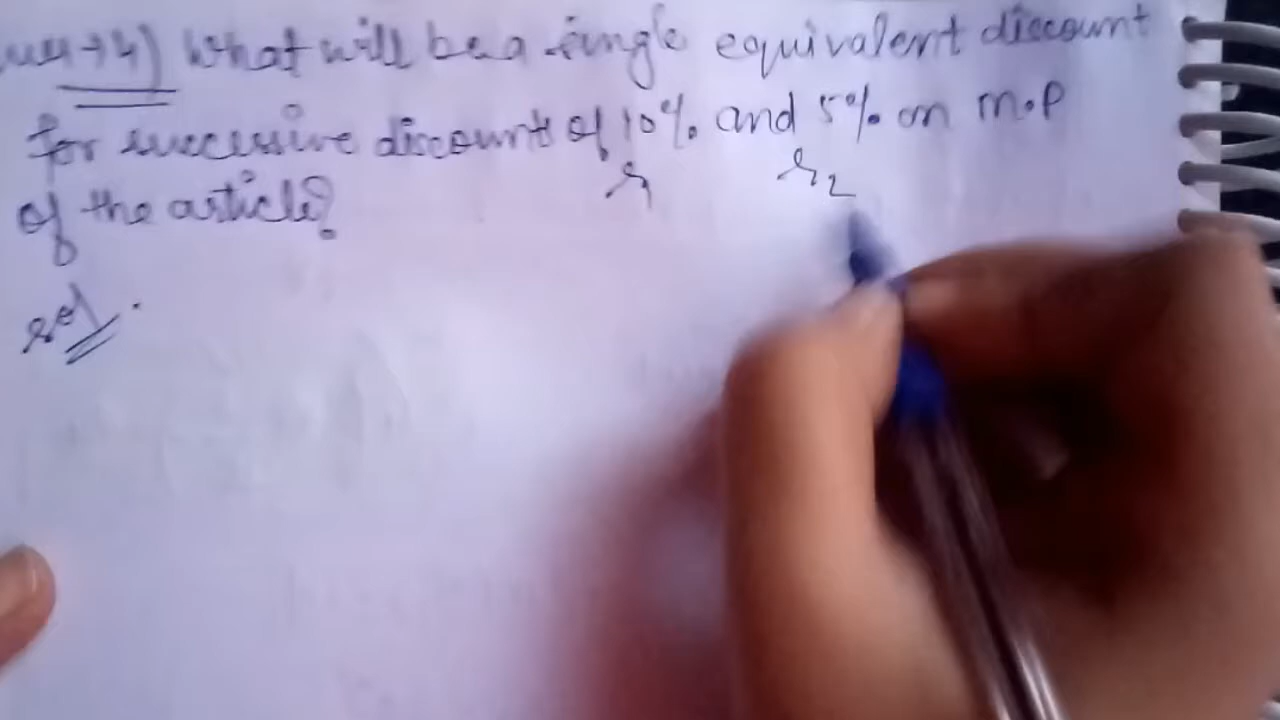 What will be a single equivalent discount
for successive discounts of 10% and 5% on M.P
r r2
of the article?
sol.